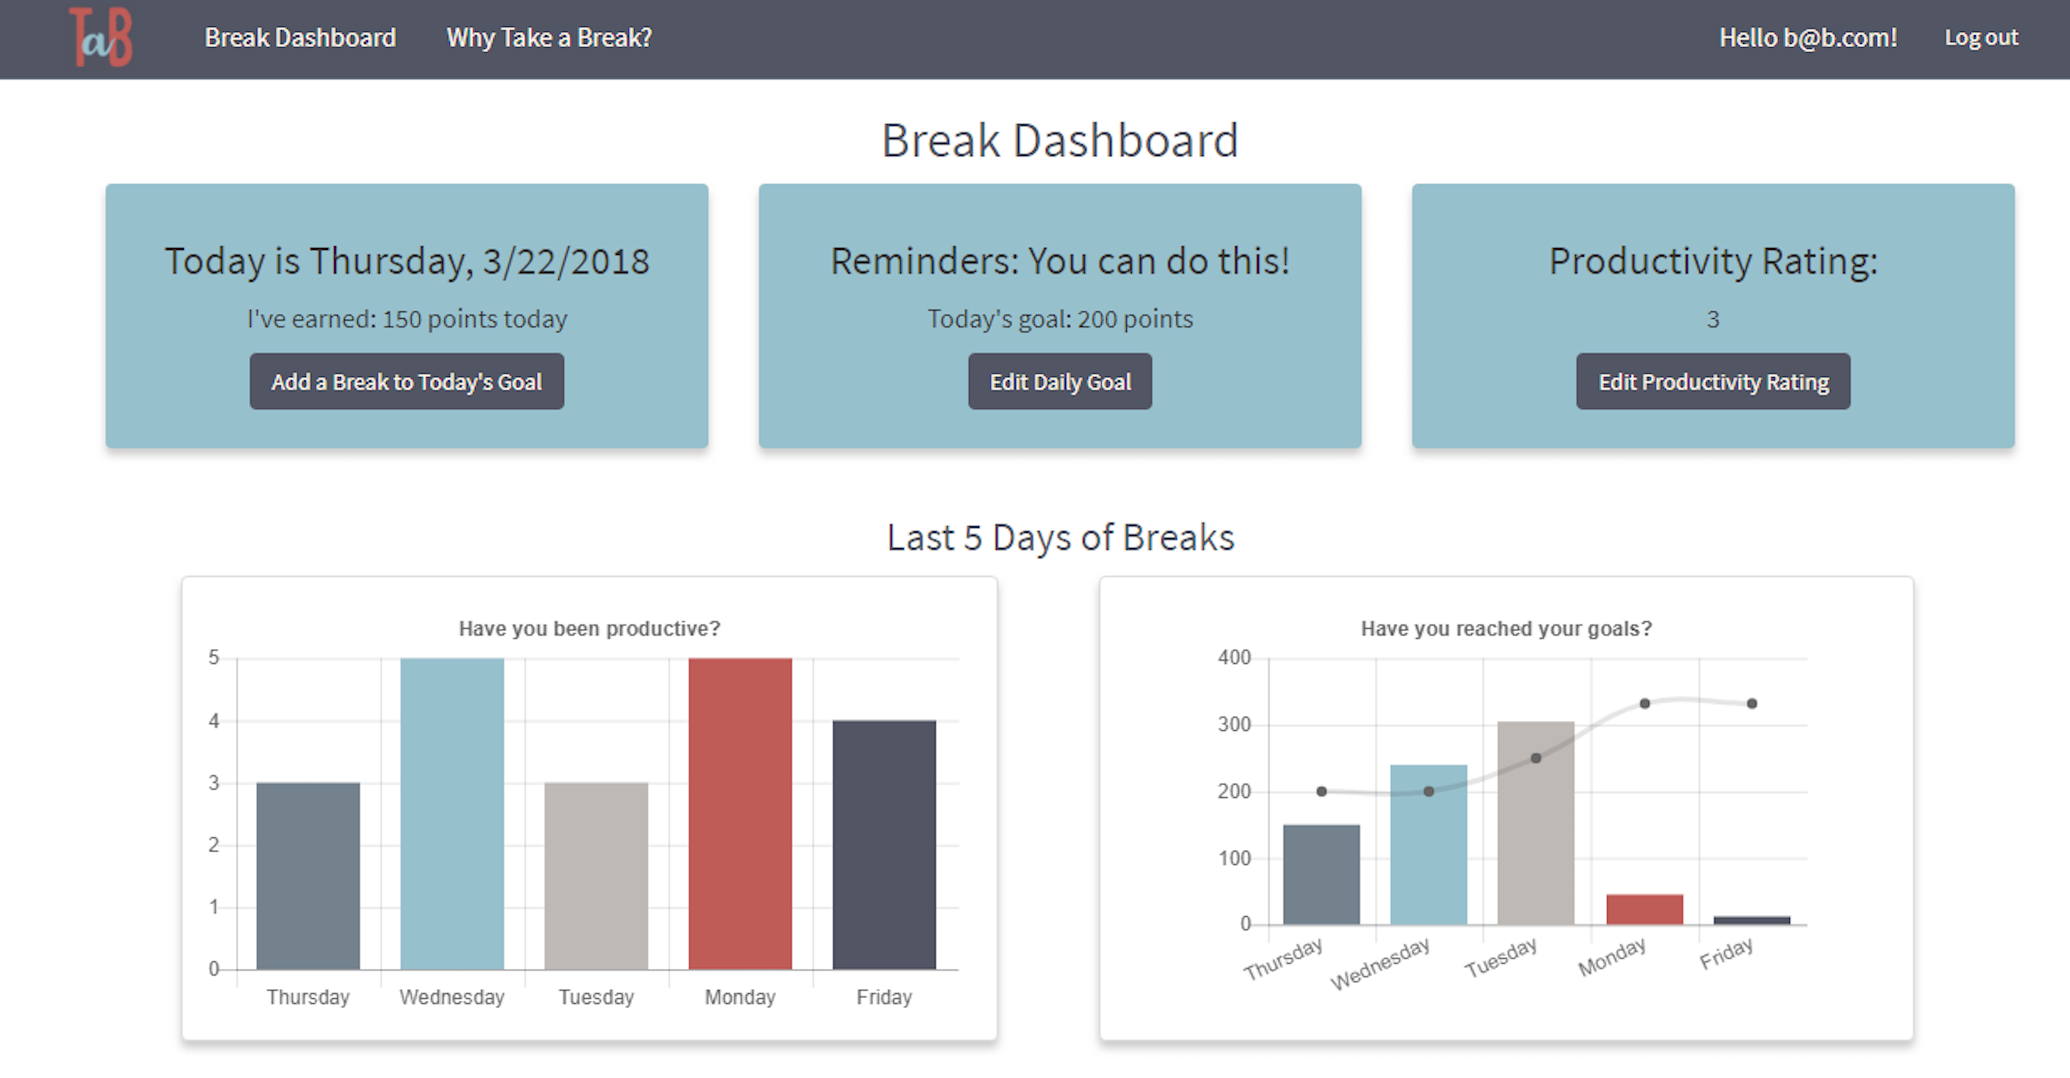 TaB
Break Dashboard
Why Take a Break?
Hello b@b.com!
Log out
Break Dashboard
Today is Thursday, 3/22/2018
I've earned: 150 points today
Add a Break to Today's Goal
Reminders: You can do this!
Today's goal: 200 points
Edit Daily Goal
Productivity Rating:
3
Edit Productivity Rating
Last 5 Days of Breaks
Have you been productive?
5
4
3
2
1
0
Thursday
Wednesday
Tuesday
Monday
Friday
Have you reached your goals?
400
300
200
100
0
Thursday
Wednesday
Tuesday
Monday
Friday